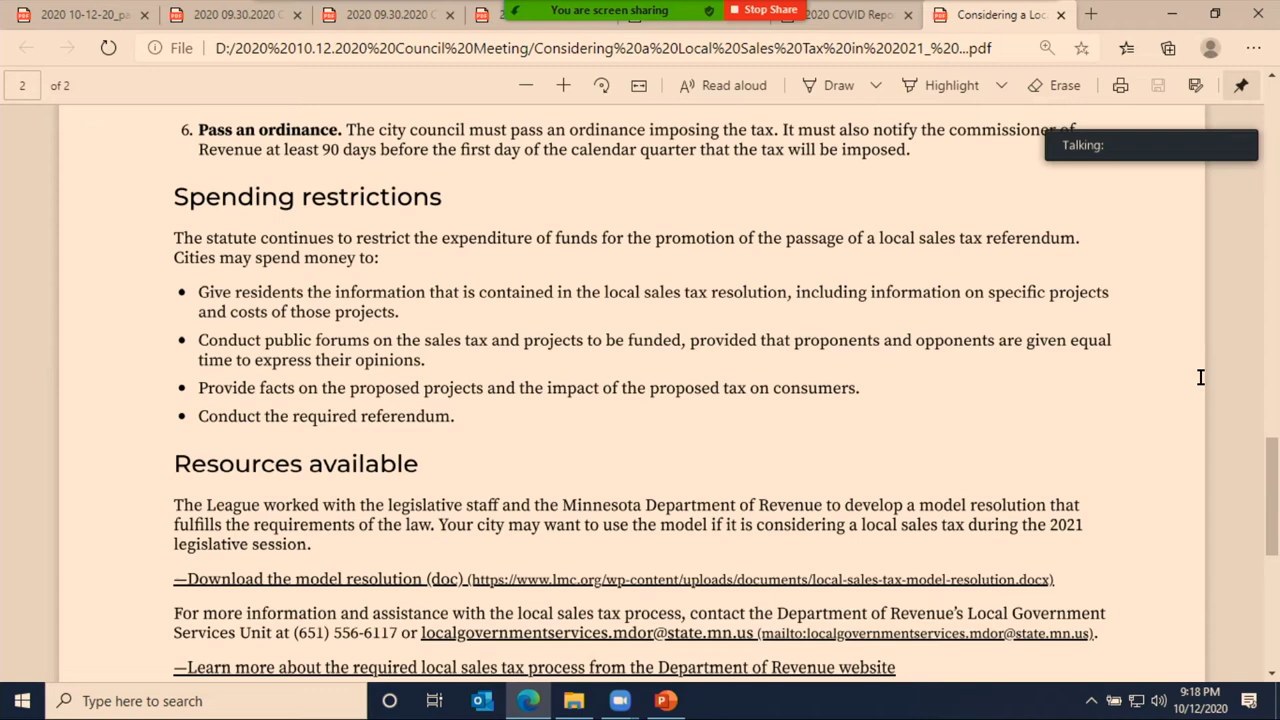 2020 10-12-20_pa
2020 09.30.2020 C
2020 09.30.2020 C
2
You are screen sharing
Stop Share
2020 COVID Repo
Considering a Loc
File
D:/2020%2010.12.2020%20Council%20Meeting/Considering%20a%20Local%20Sales%20Tax%20in%202021_%20...pdf
2 of 2
Read aloud
Draw
Highlight
Erase
Talking:
6. Pass an ordinance. The city council must pass an ordinance imposing the tax. It must also notify the commissioner of
Revenue at least 90 days before the first day of the calendar quarter that the tax will be imposed.
Spending restrictions
The statute continues to restrict the expenditure of funds for the promotion of the passage of a local sales tax referendum.
Cities may spend money to:
• Give residents the information that is contained in the local sales tax resolution, including information on specific projects
and costs of those projects.
• Conduct public forums on the sales tax and projects to be funded, provided that proponents and opponents are given equal
time to express their opinions.
• Provide facts on the proposed projects and the impact of the proposed tax on consumers.
• Conduct the required referendum.
Resources available
The League worked with the legislative staff and the Minnesota Department of Revenue to develop a model resolution that
fulfills the requirements of the law. Your city may want to use the model if it is considering a local sales tax during the 2021
legislative session.
—Download the model resolution (doc) (https://www.lmc.org/wp-content/uploads/documents/local-sales-tax-model-resolution.docx)
For more information and assistance with the local sales tax process, contact the Department of Revenue’s Local Government
Services Unit at (651) 556-6117 or localgovernmentservices.mdor@state.mn.us (mailto:localgovernmentservices.mdor@state.mn.us).
—Learn more about the required local sales tax process from the Department of Revenue website
Type here to search
9:18 PM
10/12/2020